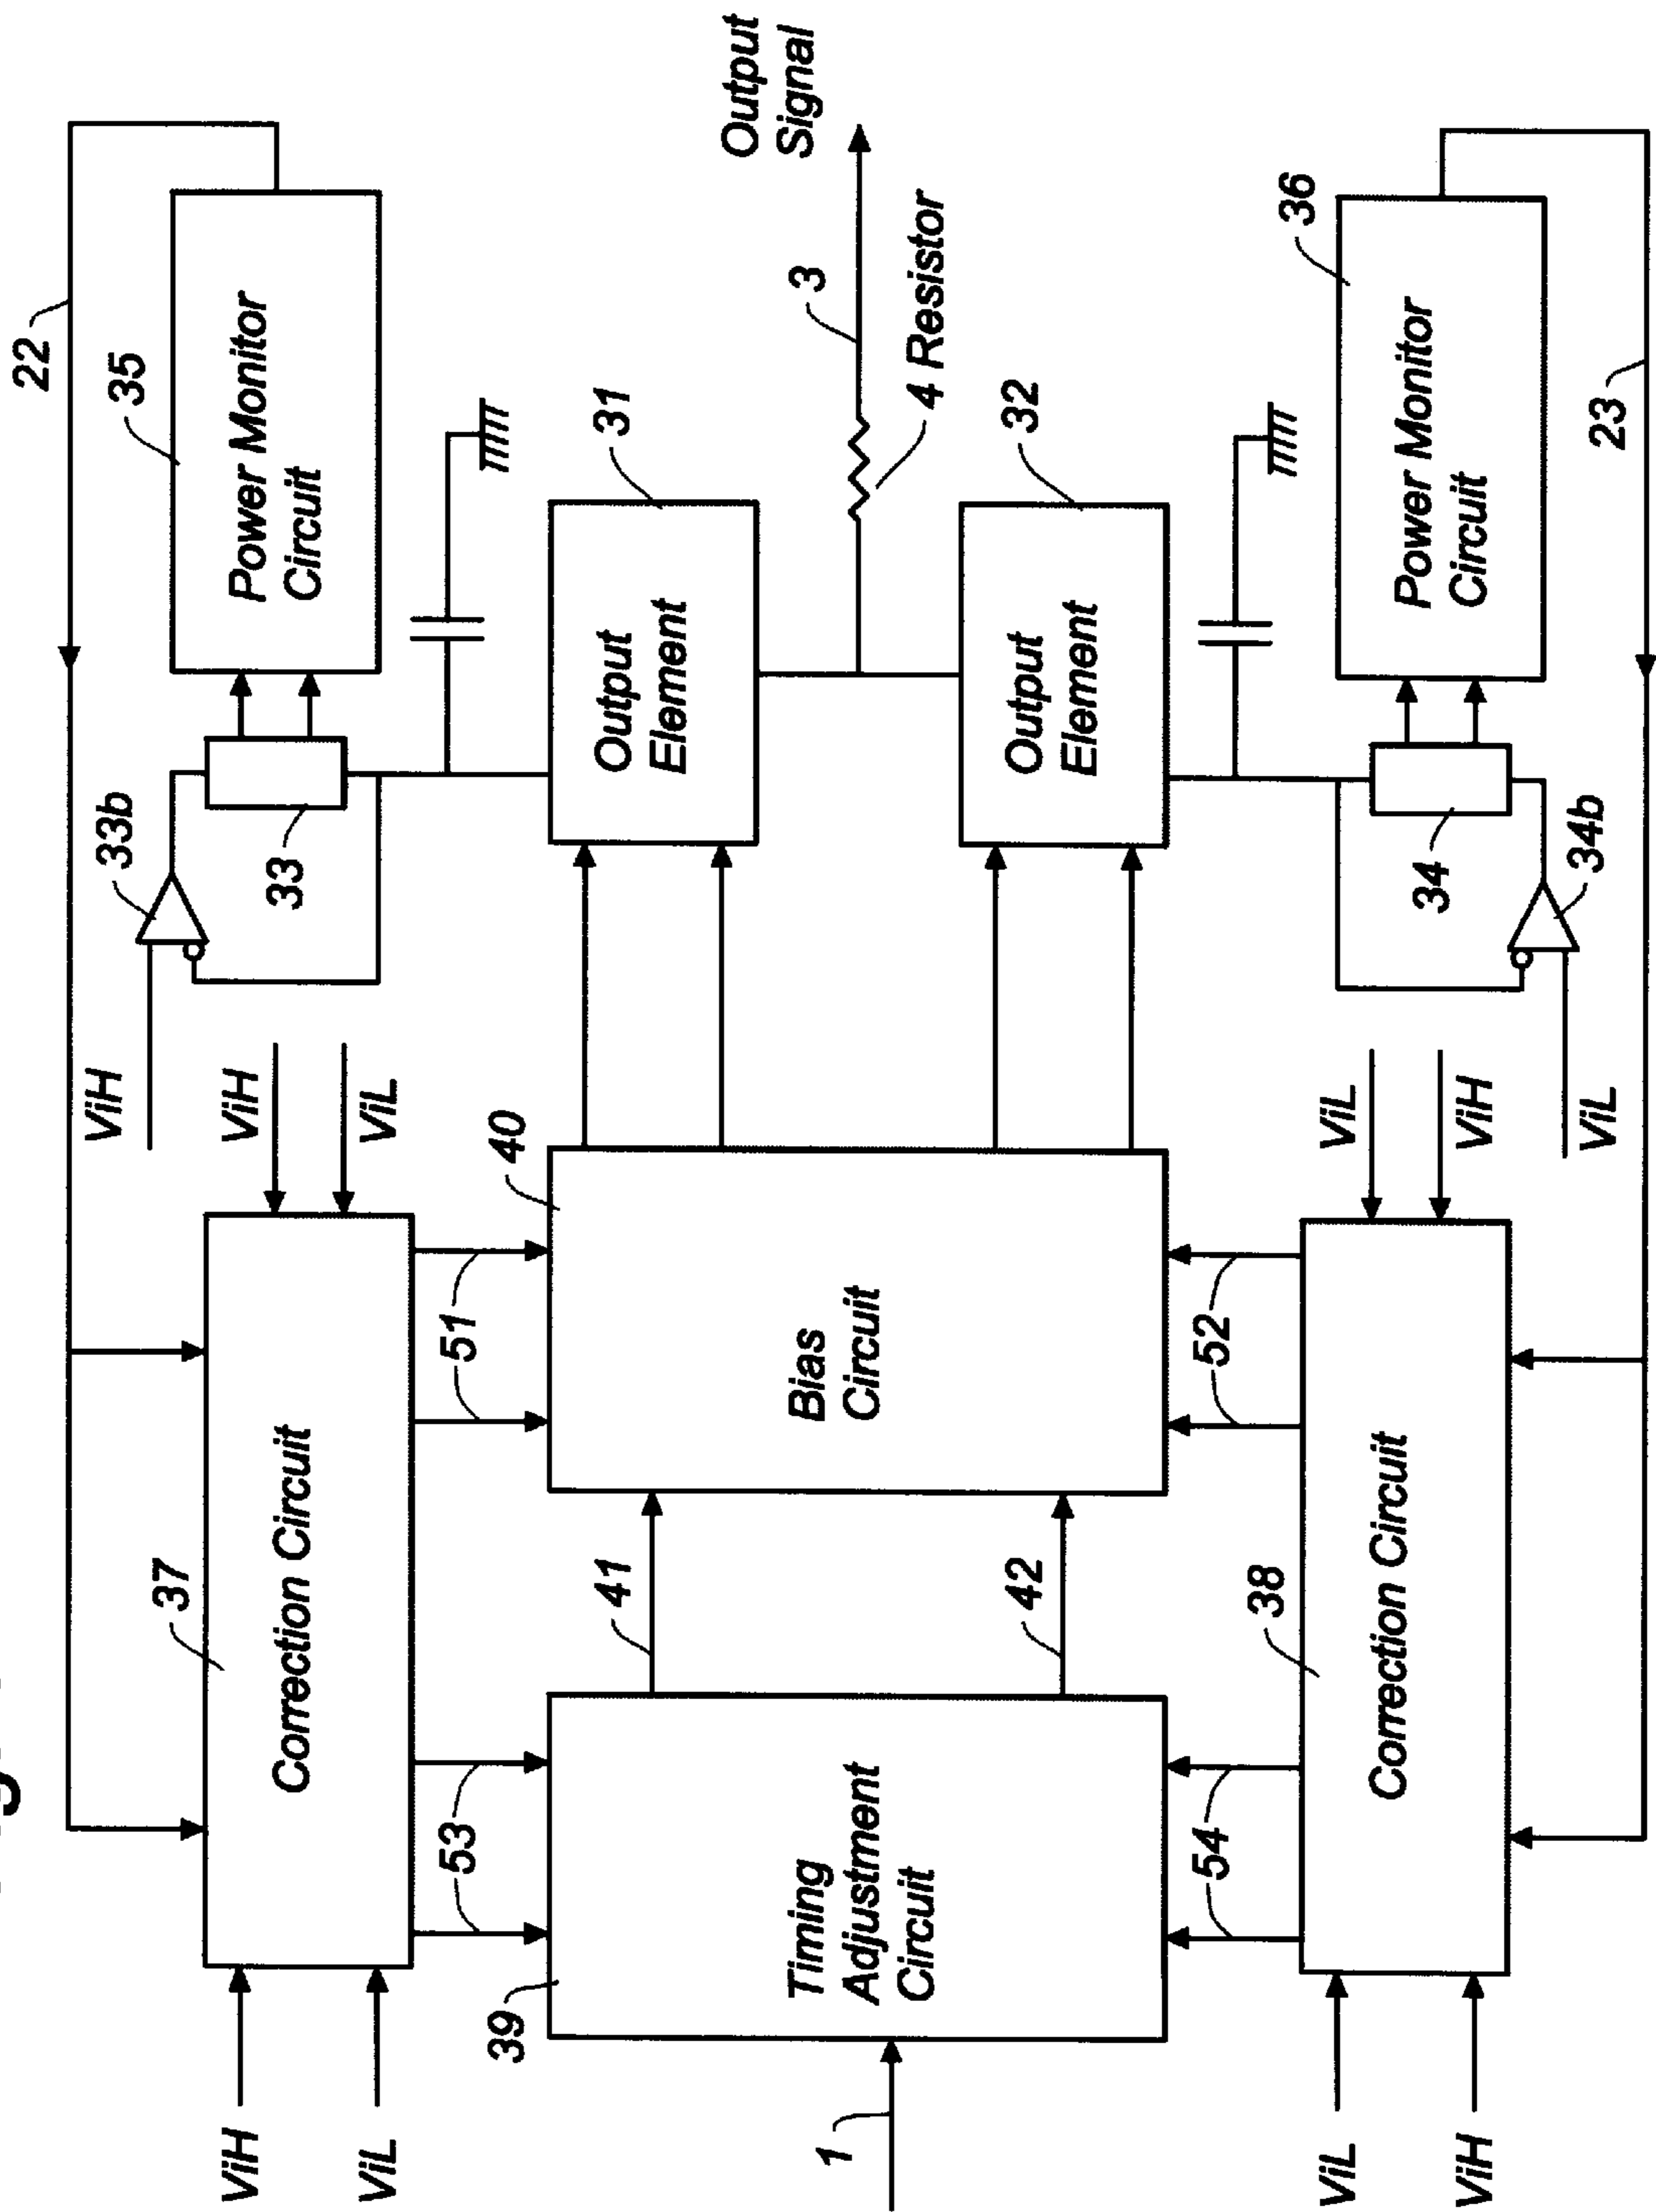 22
35
Power Monitor
Circuit
33b
33
ViH
ViH
ViL
37
Correction Circuit
ViH
ViL
51
53
31
Output
Element
40
Bias
Circuit
41
42
39
Timing
Adjustment
Circuit
1
Output
Signal
3
4 Resistor
32
Output
Element
52
54
36
Power Monitor
Circuit
23
34
34b
ViL
ViH
ViL
38
Correction Circuit
ViL
ViH